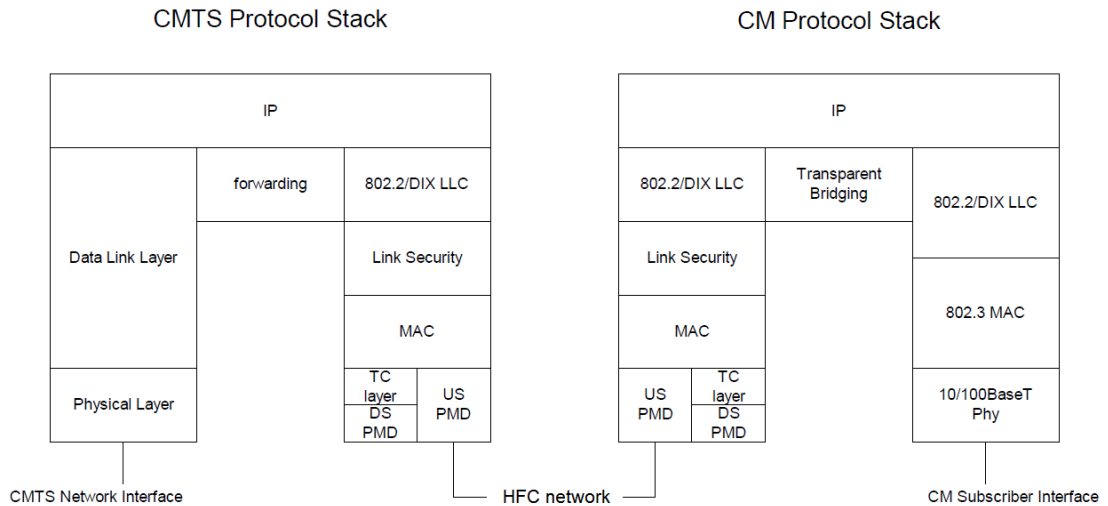 CMTS Protocol Stack
CM Protocol Stack
IP
IP
Data Link Layer
forwarding
802.2/DIX LLC
802.2/DIX LLC
Transparent
Bridging
802.2/DIX LLC
Link Security
Link Security
MAC
MAC
802.3 MAC
Physical Layer
TC
layer
DS
PMD
US
PMD
US
PMD
TC
layer
DS
PMD
10/100BaseT
Phy
CMTS Network Interface
HFC network
CM Subscriber Interface